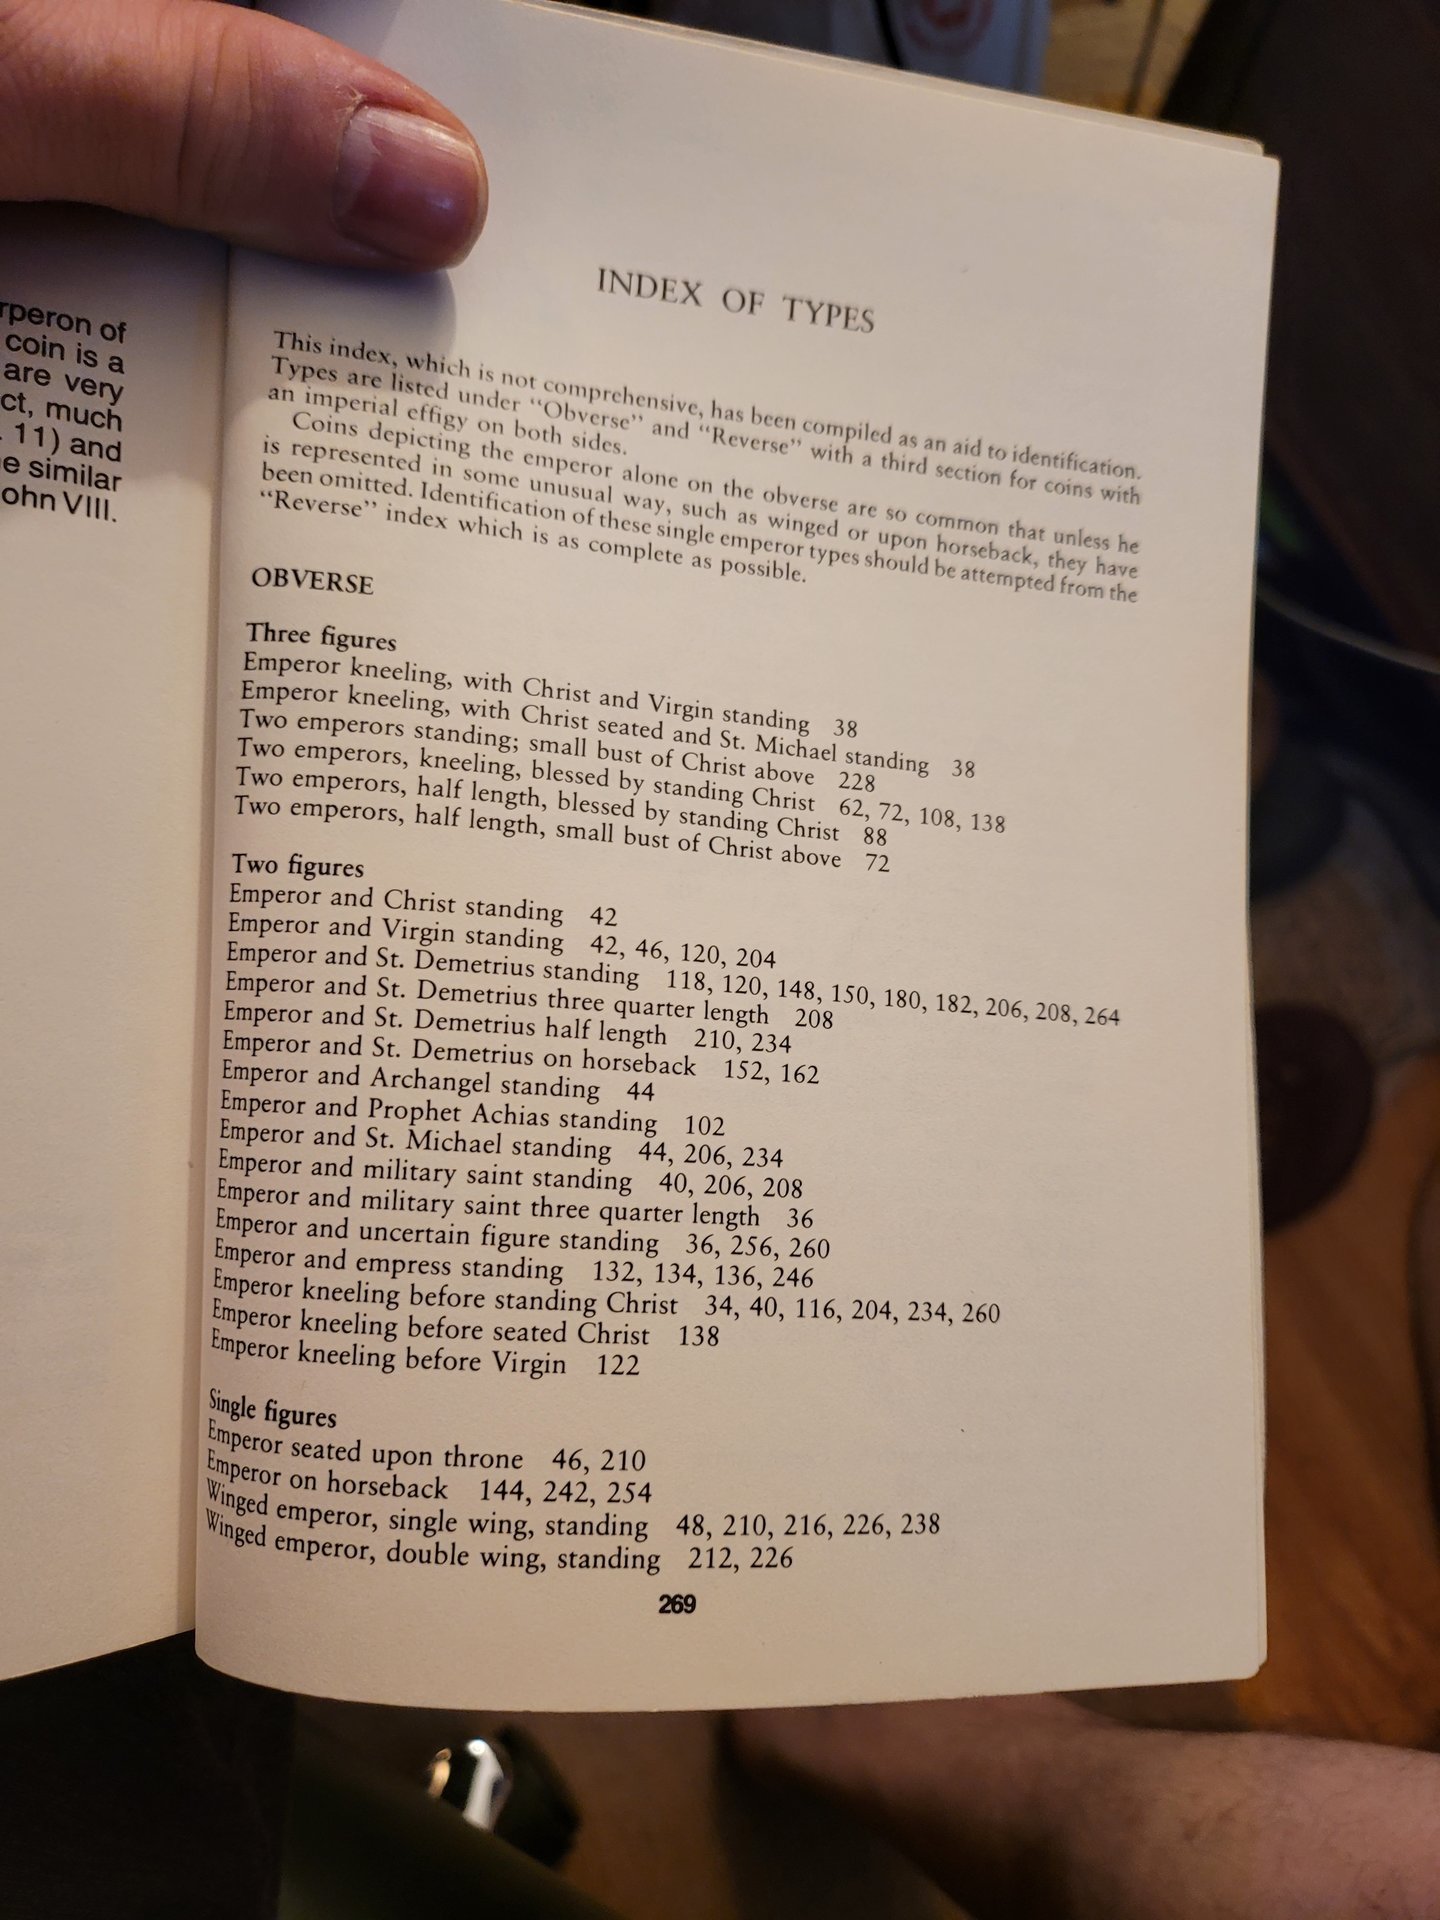 rperon of
coin is a
are very
ct, much
. 11) and
e similar
ohn VIII.
INDEX OF TYPES
This index, which is not comprehensive, has been compiled as an aid to identification.
Types are listed under “Obverse” and “Reverse” with a third section for coins with
an imperial effigy on both sides.
Coins depicting the emperor alone on the obverse are so common that unless he
is represented in some unusual way, such as winged or upon horseback, they have
been omitted. Identification of these single emperor types should be attempted from the
“Reverse” index which is as complete as possible.
OBVERSE
Three figures
Emperor kneeling, with Christ and Virgin standing 38
Emperor kneeling, with Christ seated and St. Michael standing 38
Two emperors standing; small bust of Christ above 228
Two emperors, kneeling, blessed by standing Christ 62, 72, 108, 138
Two emperors, half length, blessed by standing Christ 88
Two emperors, half length, small bust of Christ above 72
Two figures
Emperor and Christ standing 42
Emperor and Virgin standing 42, 46, 120, 204
Emperor and St. Demetrius standing 118, 120, 148, 150, 180, 182, 206, 208, 264
Emperor and St. Demetrius three quarter length 208
Emperor and St. Demetrius half length 210, 234
Emperor and St. Demetrius on horseback 152, 162
Emperor and Archangel standing 44
Emperor and Prophet Achias standing 102
Emperor and St. Michael standing 44, 206, 234
Emperor and military saint standing 40, 206, 208
Emperor and military saint three quarter length 36
Emperor and uncertain figure standing 36, 256, 260
Emperor and empress standing 132, 134, 136, 246
Emperor kneeling before standing Christ 34, 40, 116, 204, 234, 260
Emperor kneeling before seated Christ 138
Emperor kneeling before Virgin 122
Single figures
Emperor seated upon throne 46, 210
Emperor on horseback 144, 242, 254
Winged emperor, single wing, standing 48, 210, 216, 226, 238
Winged emperor, double wing, standing 212, 226
269